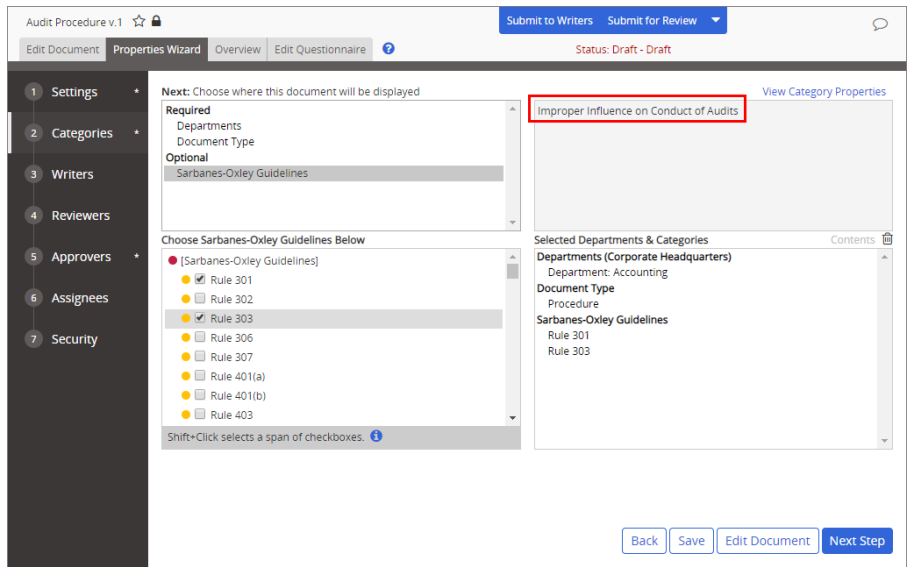 Audit Procedure v.1
Submit to Writers Submit for Review
Edit Document Properties Wizard Overview Edit Questionnaire ?
Status: Draft - Draft
1 Settings *
2 Categories *
3 Writers
4 Reviewers
5 Approvers *
6 Assignees
7 Security
Next: Choose where this document will be displayed
View Category Properties
Required
Departments
Document Type
Optional
Sarbanes-Oxley Guidelines
Improper Influence on Conduct of Audits
Choose Sarbanes-Oxley Guidelines Below
[Sarbanes-Oxley Guidelines]
Rule 301
Rule 302
Rule 303
Rule 306
Rule 307
Rule 401(a)
Rule 401(b)
Rule 403
Shift+Click selects a span of checkboxes. i
Selected Departments & Categories Contents
Departments (Corporate Headquarters)
Department: Accounting
Document Type
Procedure
Sarbanes-Oxley Guidelines
Rule 301
Rule 303
Back Save Edit Document Next Step